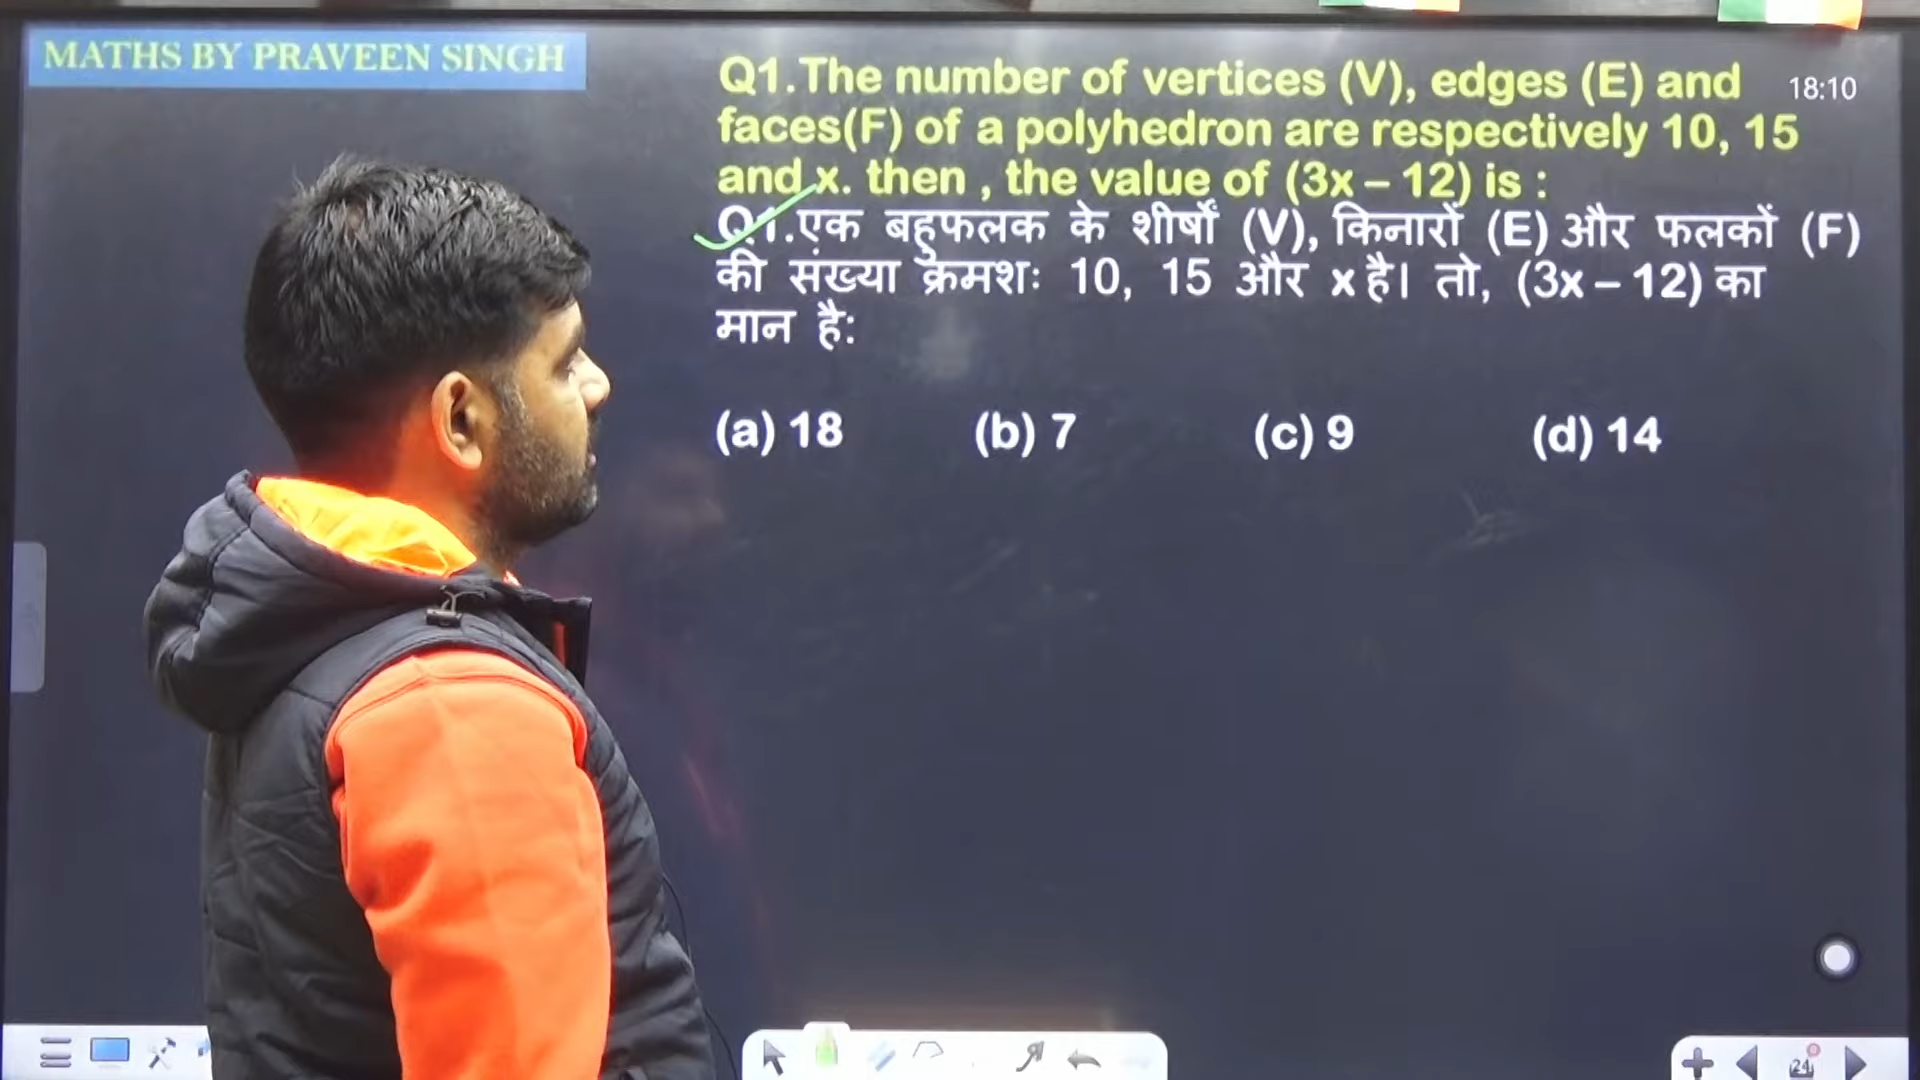 MATHS BY PRAVEEN SINGH
Q1.The number of vertices (V), edges (E) and
18:10
faces(F) of a polyhedron are respectively 10, 15
and x. then , the value of (3x – 12) is :
Q1.एक बहुफलक के शीर्षों (V), किनारों (E) और फलकों (F)
की संख्या क्रमशः 10, 15 और x है। तो, (3x – 12) का
मान है:
(a) 18 (b) 7 (c) 9 (d) 14
24